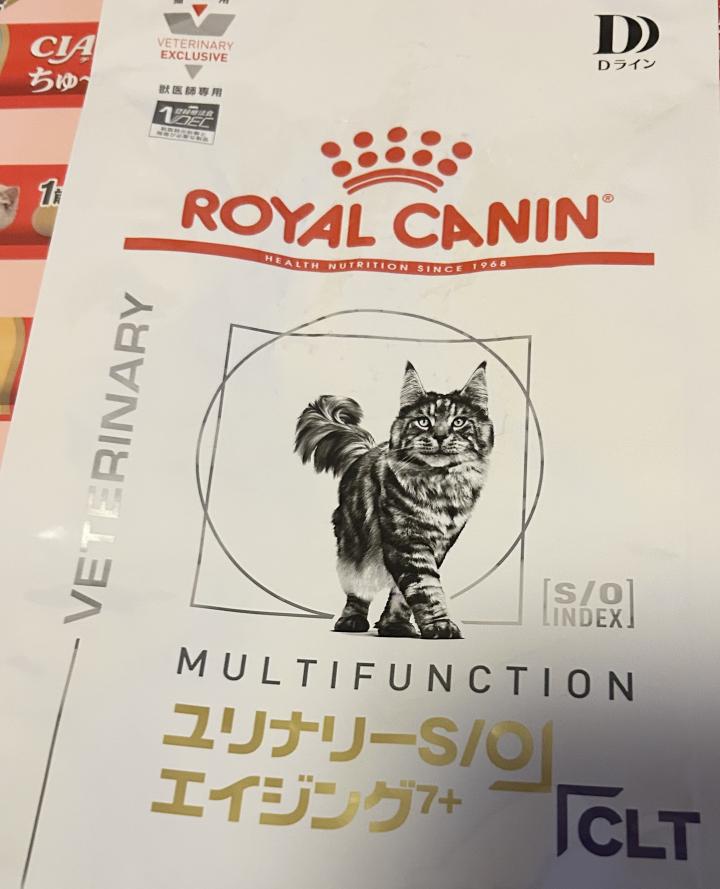 CIA
ちゅ～
VETERINARY
EXCLUSIVE
獣医師専用
Dライン
ROYAL CANIN®
HEALTH NUTRITION SINCE 1968
VETERINARY
S/O
INDEX
MULTIFUNCTION
ユリナリーS/O
エイジング7+
CLT